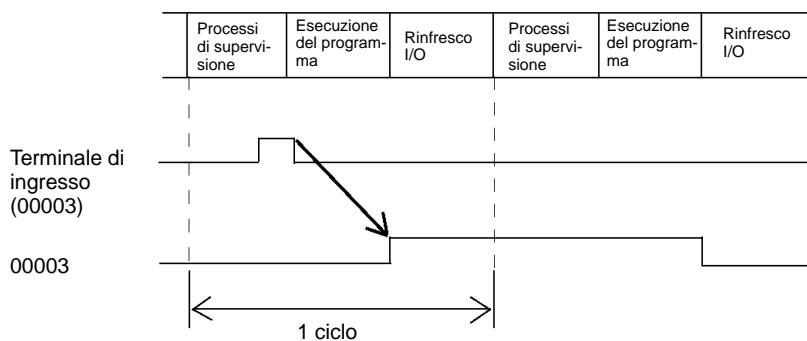 Processi
di supervi-
sione
Esecuzione
del program-
ma
Rinfresco
I/O
Processi
di supervi-
sione
Esecuzione
del program-
ma
Rinfresco
I/O
Terminale di
ingresso
(00003)
00003
1 ciclo